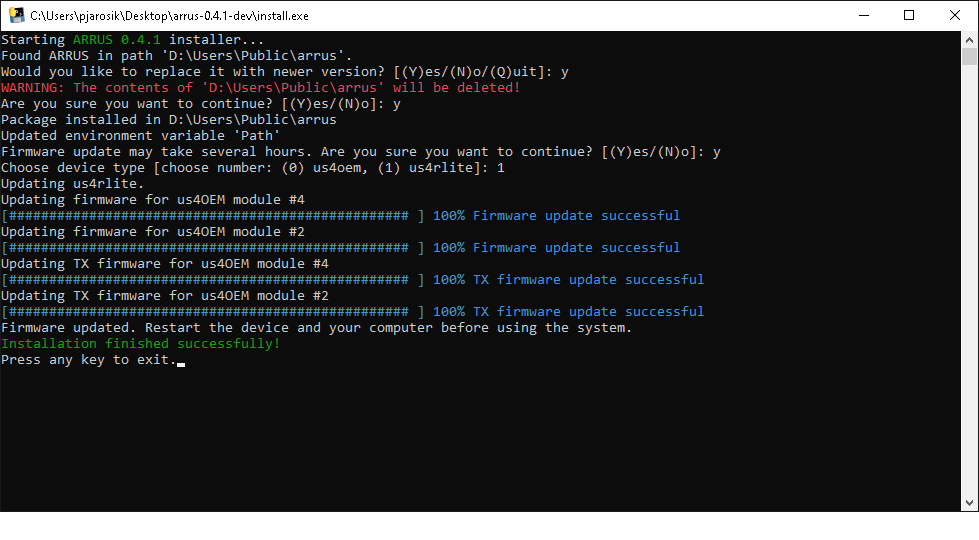 C:\Users\pjarosik\Desktop\arrus-0.4.1-dev\install.exe
Starting ARRUS 0.4.1 installer...
Found ARRUS in path 'D:\Users\Public\arrus'.
Would you like to replace it with newer version? [(Y)es/(N)o/(Q)uit]: y
WARNING: The contents of 'D:\Users\Public\arrus' will be deleted!
Are you sure you want to continue? [(Y)es/(N)o]: y
Package installed in D:\Users\Public\arrus
Updated environment variable 'Path'
Firmware update may take several hours. Are you sure you want to continue? [(Y)es/(N)o]: y
Choose device type [choose number: (0) us4oem, (1) us4rlite]: 1
Updating us4rlite.
Updating firmware for us4OEM module #4
[################################################## ] 100% Firmware update successful
Updating firmware for us4OEM module #2
[################################################## ] 100% Firmware update successful
Updating TX firmware for us4OEM module #4
[################################################## ] 100% TX firmware update successful
Updating TX firmware for us4OEM module #2
[################################################## ] 100% TX firmware update successful
Firmware updated. Restart the device and your computer before using the system.
Installation finished successfully!
Press any key to exit.